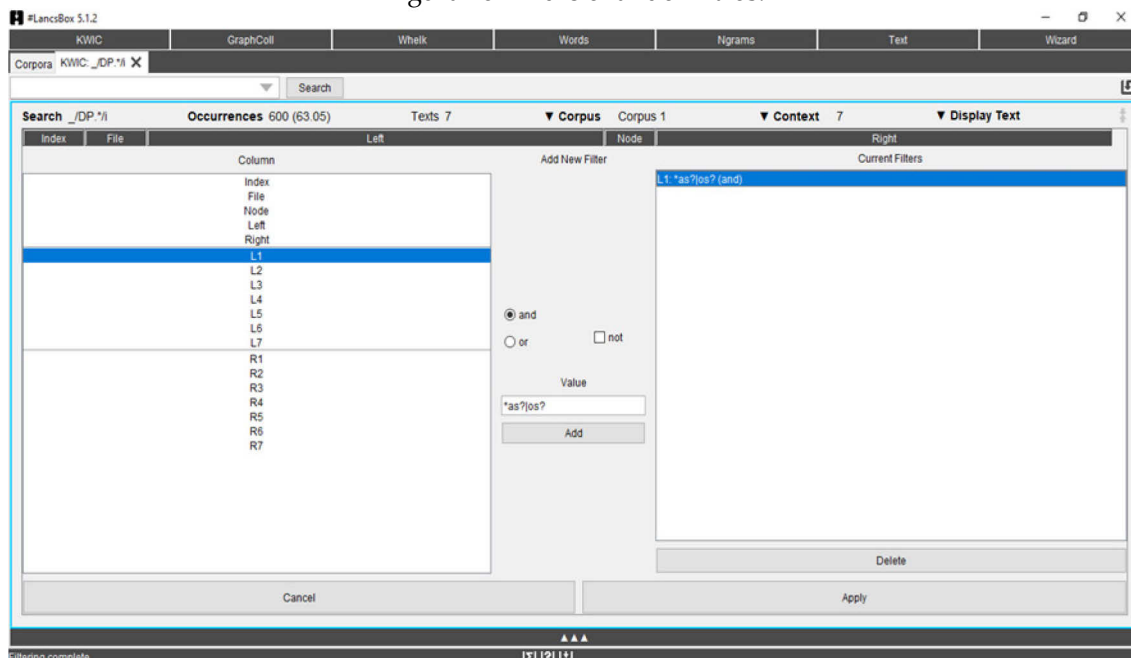 #LancsBox 5.1.2
KWIC GraphColl Whelk Words Ngrams Text Wizard
Corpora KWIC: _/DP.*/i X
Search
Search _/DP.*/i Occurrences 600 (63.05) Texts 7 ▼ Corpus Corpus 1 ▼ Context 7 ▼ Display Text
Index File Left Node Right
Column Add New Filter Current Filters
Index
File
Node
Left
Right
L1
L2
L3
L4
L5
L6
L7
R1
R2
R3
R4
R5
R6
R7
and
or not
Value
*as?|os?
Add
L1: *as?|os? (and)
Delete
Cancel Apply
Filtering complete